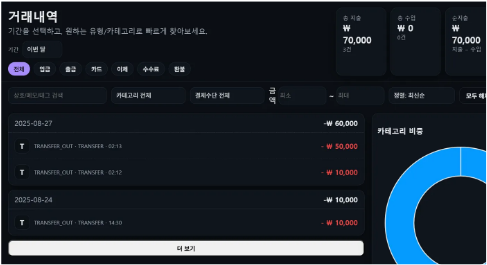 거래내역
기간을 선택하고, 원하는 유형/카테고리로 빠르게 찾아보세요.
기간 이번 달
총 지출
₩
70,000
3건
총 수입
₩ 0
0건
순지출
₩
70,000
지출 - 수입
전체 입금 출금 카드 이체 수수료 환불
상호/메모/태그 검색 카테고리 전체 결제수단 전체 금액 최소 ~ 최대 정렬: 최신순 모두 해
2025-08-27 -₩ 60,000
T TRANSFER_OUT · TRANSFER · 02:13 - ₩ 50,000
T TRANSFER_OUT · TRANSFER · 02:12 - ₩ 10,000
2025-08-24 -₩ 10,000
T TRANSFER_OUT · TRANSFER · 14:50 - ₩ 10,000
더 보기
카테고리 비중